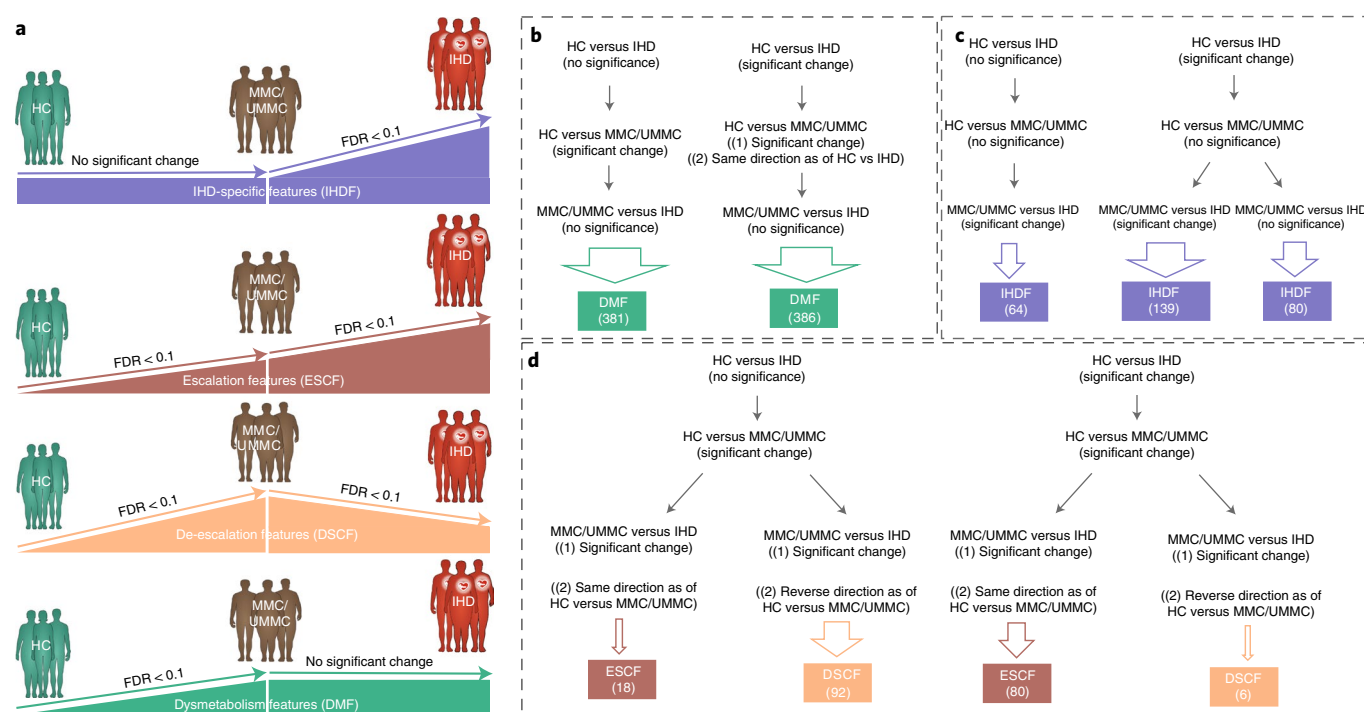 a
HC
MMC/
UMMC
IHD
No significant change
FDR < 0.1
IHD-specific features (IHDF)
HC
MMC/
UMMC
IHD
FDR < 0.1
FDR < 0.1
Escalation features (ESCF)
HC
MMC/
UMMC
IHD
FDR < 0.1
FDR < 0.1
De-escalation features (DSCF)
HC
MMC/
UMMC
IHD
FDR < 0.1
No significant change
Dysmetabolism features (DMF)
b
HC versus IHD
(no significance)
HC versus MMC/UMMC
(significant change)
MMC/UMMC versus IHD
(no significance)
DMF
(381)
HC versus IHD
(significant change)
HC versus MMC/UMMC
((1) Significant change)
((2) Same direction as of HC vs IHD)
MMC/UMMC versus IHD
(no significance)
DMF
(386)
c
HC versus IHD
(no significance)
HC versus MMC/UMMC
(no significance)
MMC/UMMC versus IHD
(significant change)
IHDF
(64)
HC versus IHD
(significant change)
HC versus MMC/UMMC
(no significance)
MMC/UMMC versus IHD
(significant change)
IHDF
(139)
MMC/UMMC versus IHD
(no significance)
IHDF
(80)
d
HC versus IHD
(no significance)
HC versus MMC/UMMC
(significant change)
MMC/UMMC versus IHD
((1) Significant change)
((2) Same direction as of
HC versus MMC/UMMC)
ESCF
(18)
MMC/UMMC versus IHD
((1) Significant change)
((2) Reverse direction as of
HC versus MMC/UMMC)
DSCF
(92)
HC versus IHD
(significant change)
HC versus MMC/UMMC
(significant change)
MMC/UMMC versus IHD
((1) Significant change)
((2) Same direction as of
HC versus MMC/UMMC)
ESCF
(80)
MMC/UMMC versus IHD
((1) Significant change)
((2) Reverse direction as of
HC versus MMC/UMMC)
DSCF
(6)